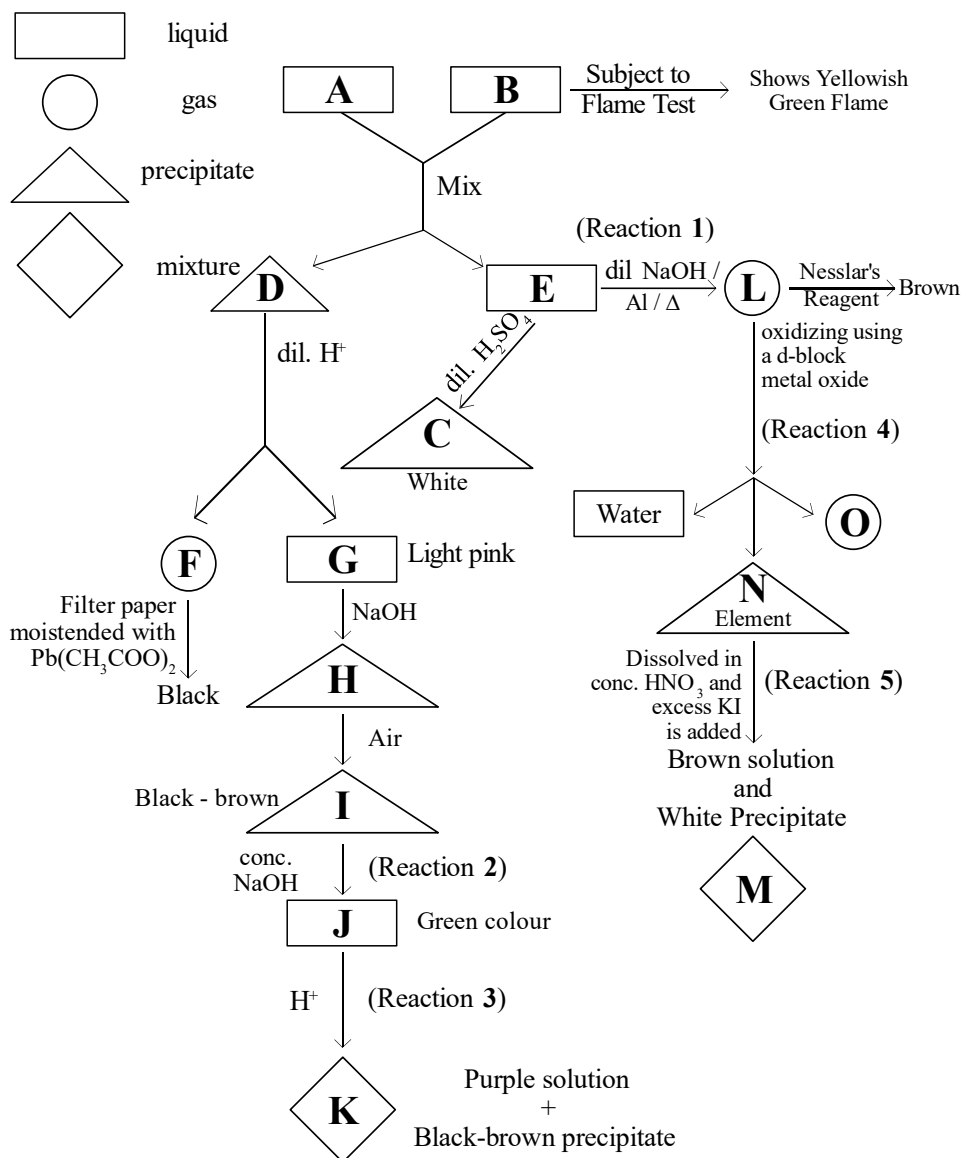 liquid
gas
precipitate
mixture
A
B
Subject to
Flame Test
Shows Yellowish
Green Flame
Mix
(Reaction 1)
D
E
dil NaOH /
Al / Δ
L
Nesslar's
Reagent
Brown
dil. H⁺
dil. H₂SO₄
C
White
oxidizing using
a d-block
metal oxide
(Reaction 4)
Water
O
N
Element
F
G
Light pink
Filter paper
moistended with
Pb(CH₃COO)₂
Black
NaOH
H
Air
Black - brown
I
conc.
NaOH
(Reaction 2)
J
Green colour
H⁺
(Reaction 3)
K
Purple solution
+
Black-brown precipitate
Dissolved in
conc. HNO₃ and
excess KI
is added
(Reaction 5)
Brown solution
and
White Precipitate
M